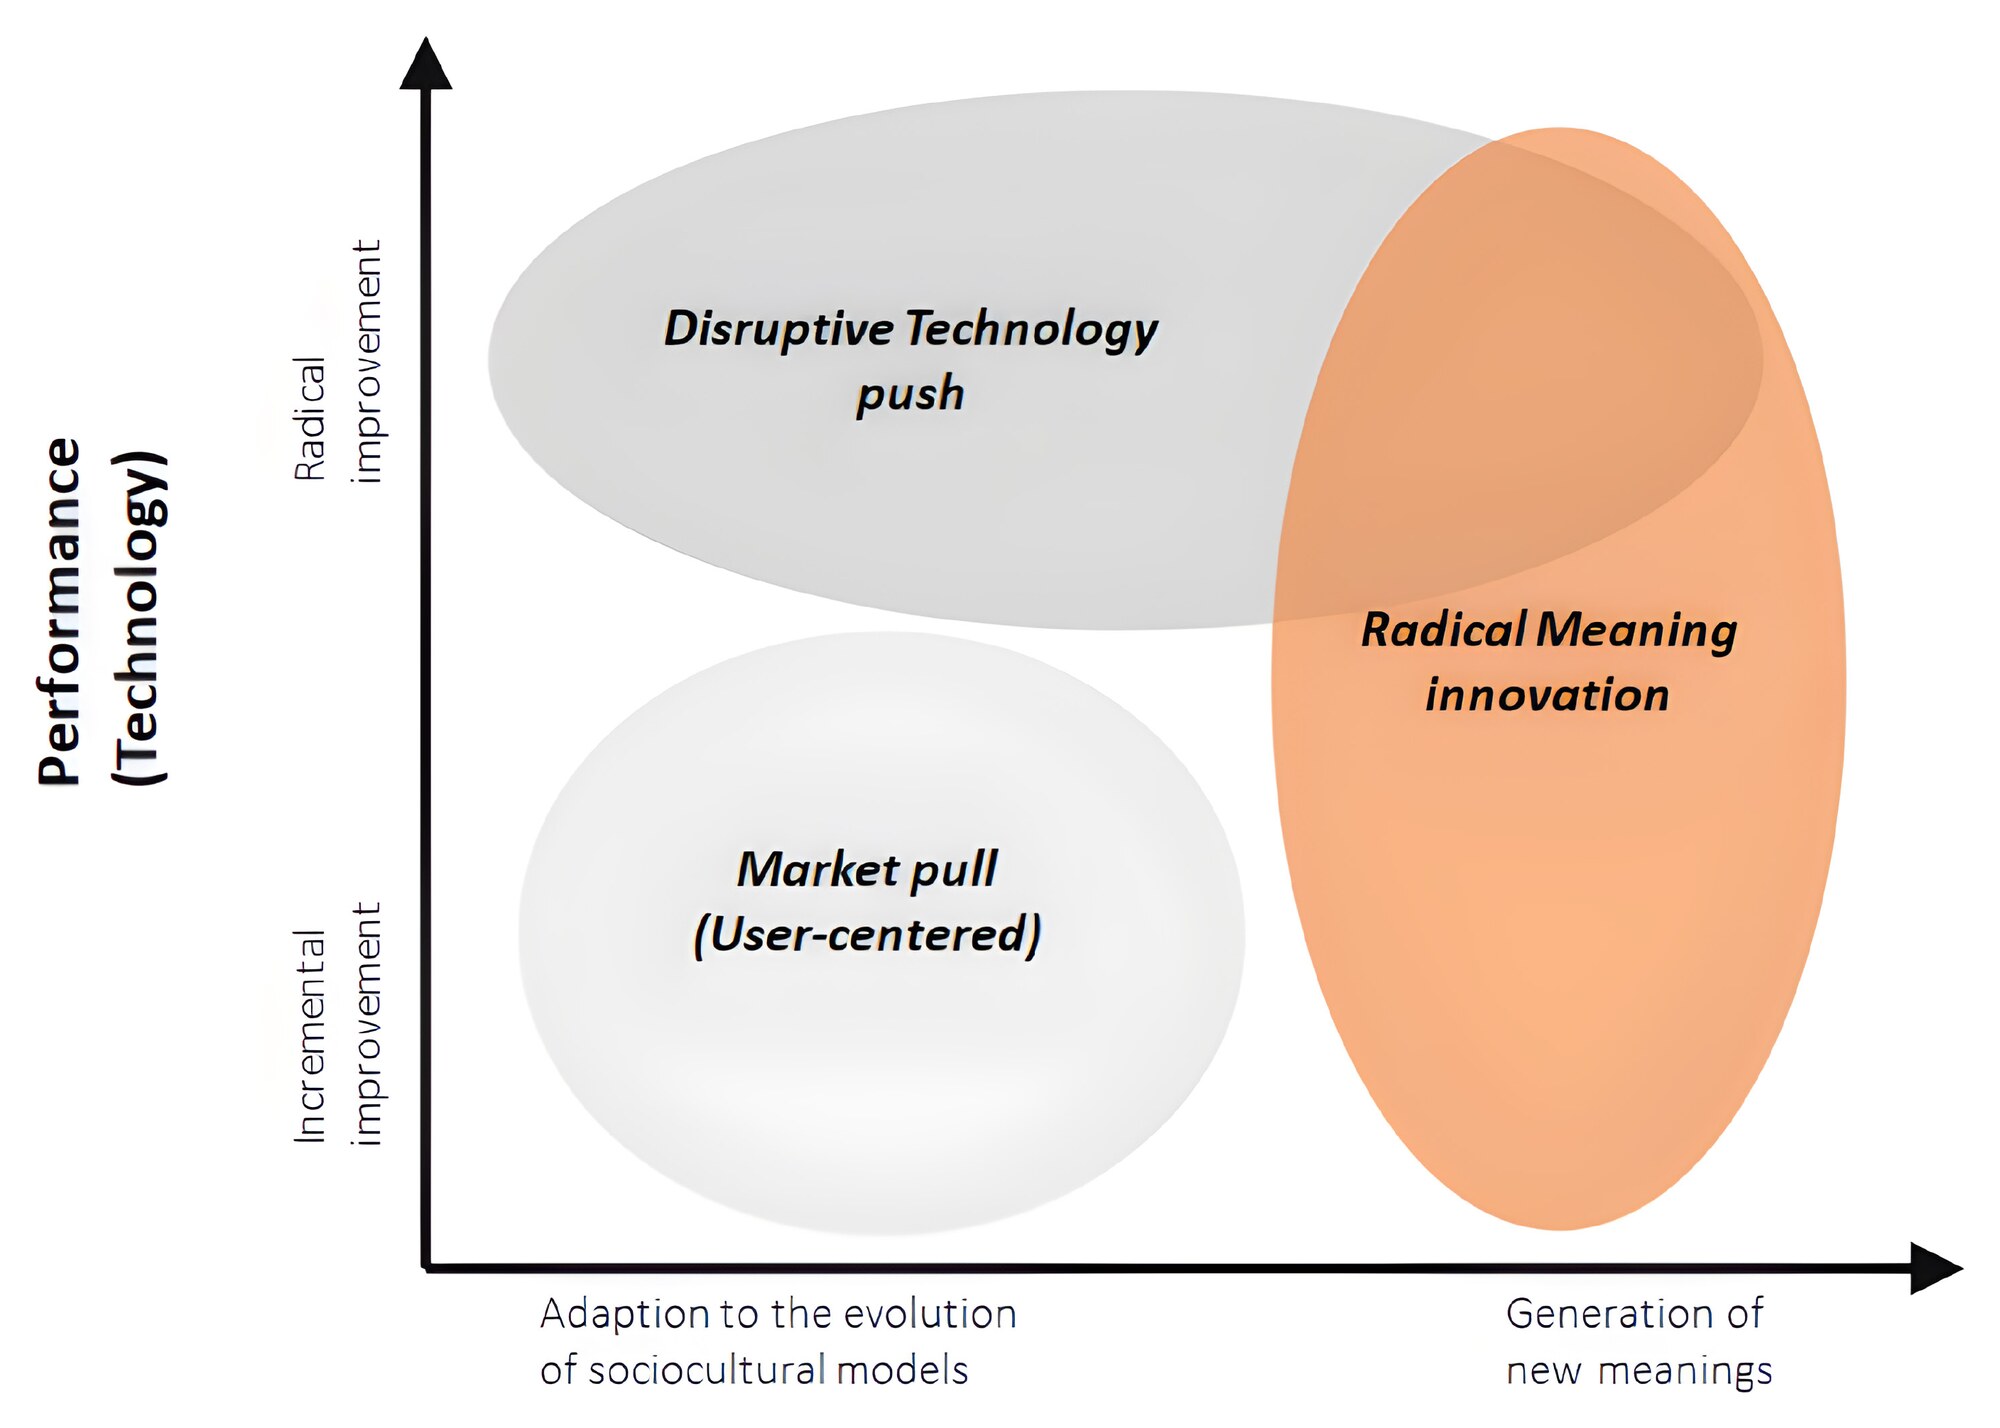 Performance
(Technology)
Radical
improvement
Incremental
improvement
Disruptive Technology
push
Radical Meaning
innovation
Market pull
(User-centered)
Adaption to the evolution
of sociocultural models
Generation of
new meanings